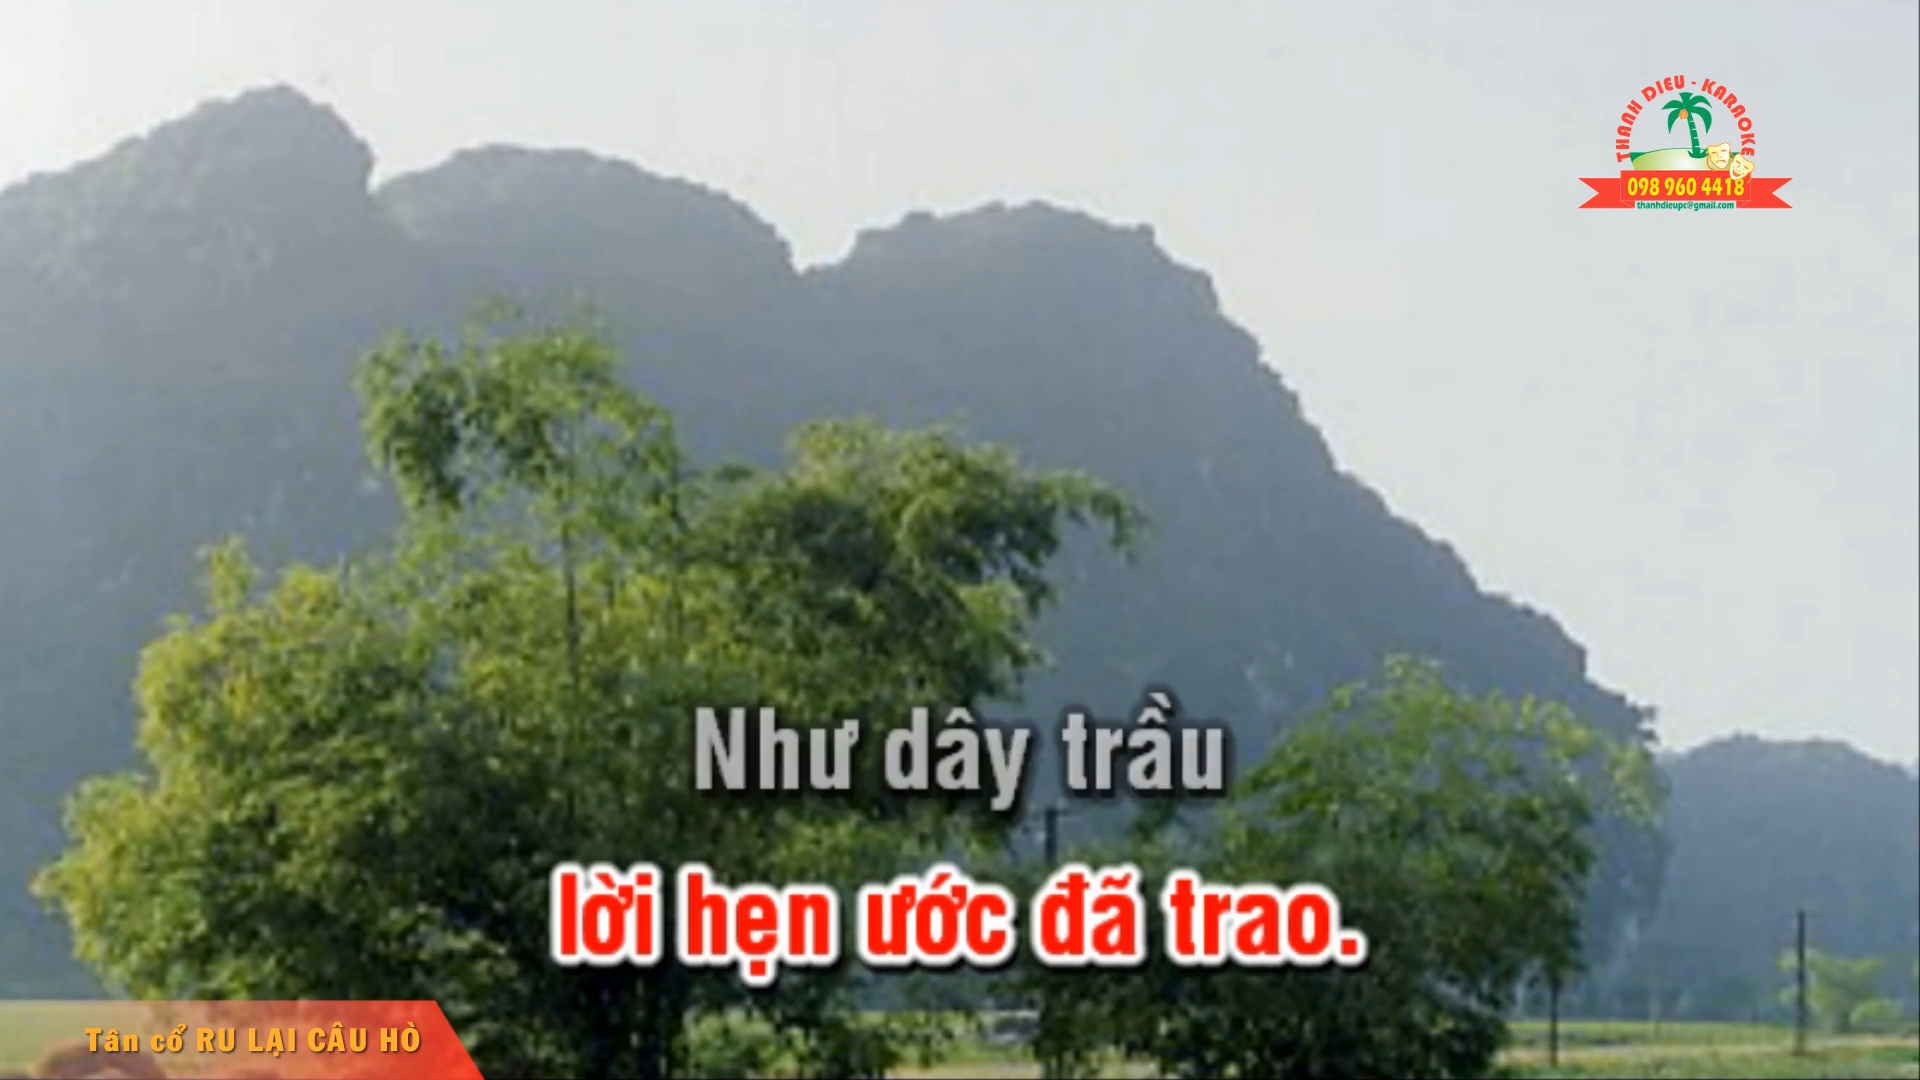 THANH DIEU - KARAOKE
098 960 4418
thanhdieupc@gmail.com
Như dây trầu
lời hẹn ước đã trao.
Tân cổ RU LẠI CÂU HÒ